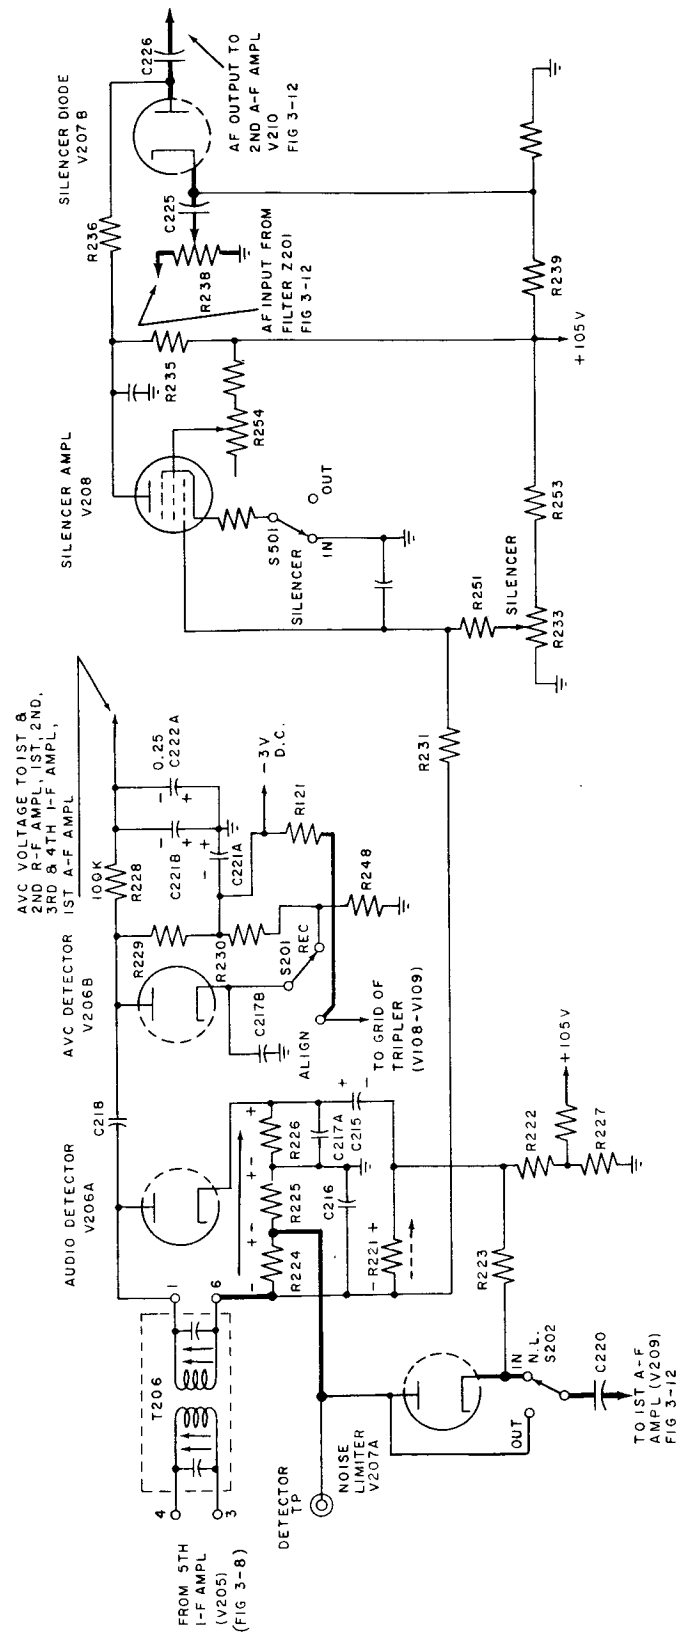 FROM 5TH
I-F AMPL
(V205)
(FIG 3-8)
4
3
T206
1
6
AUDIO DETECTOR
V206A
C218
AVC DETECTOR
V206B
AVC VOLTAGE TO 1ST &
2ND R-F AMPL, 1ST, 2ND,
3RD & 4TH I-F AMPL,
1ST A-F AMPL
100K
R228
R229
R230
C221B
0.25
C222A
C221A
- 3V
D.C.
R121
R248
S201
REC
ALIGN
C217B
TO GRID OF
TRIPLER
(V108-V109)
R224
R225
R226
C217A
C215
C216
R221
R231
DETECTOR
TP
NOISE
LIMITER
V207A
OUT
IN
N.L.
S202
C220
TO 1ST A-F
AMPL (V209)
FIG 3-12
R223
R222
+105V
R227
SILENCER AMPL
V208
R235
R254
S501
SILENCER
IN
OUT
R251
SILENCER
R233
R253
+105V
R239
R236
SILENCER DIODE
V207B
C225
R238
AF INPUT FROM
FILTER Z201
FIG 3-12
C226
AF OUTPUT TO
2ND A-F AMPL
V210
FIG 3-12